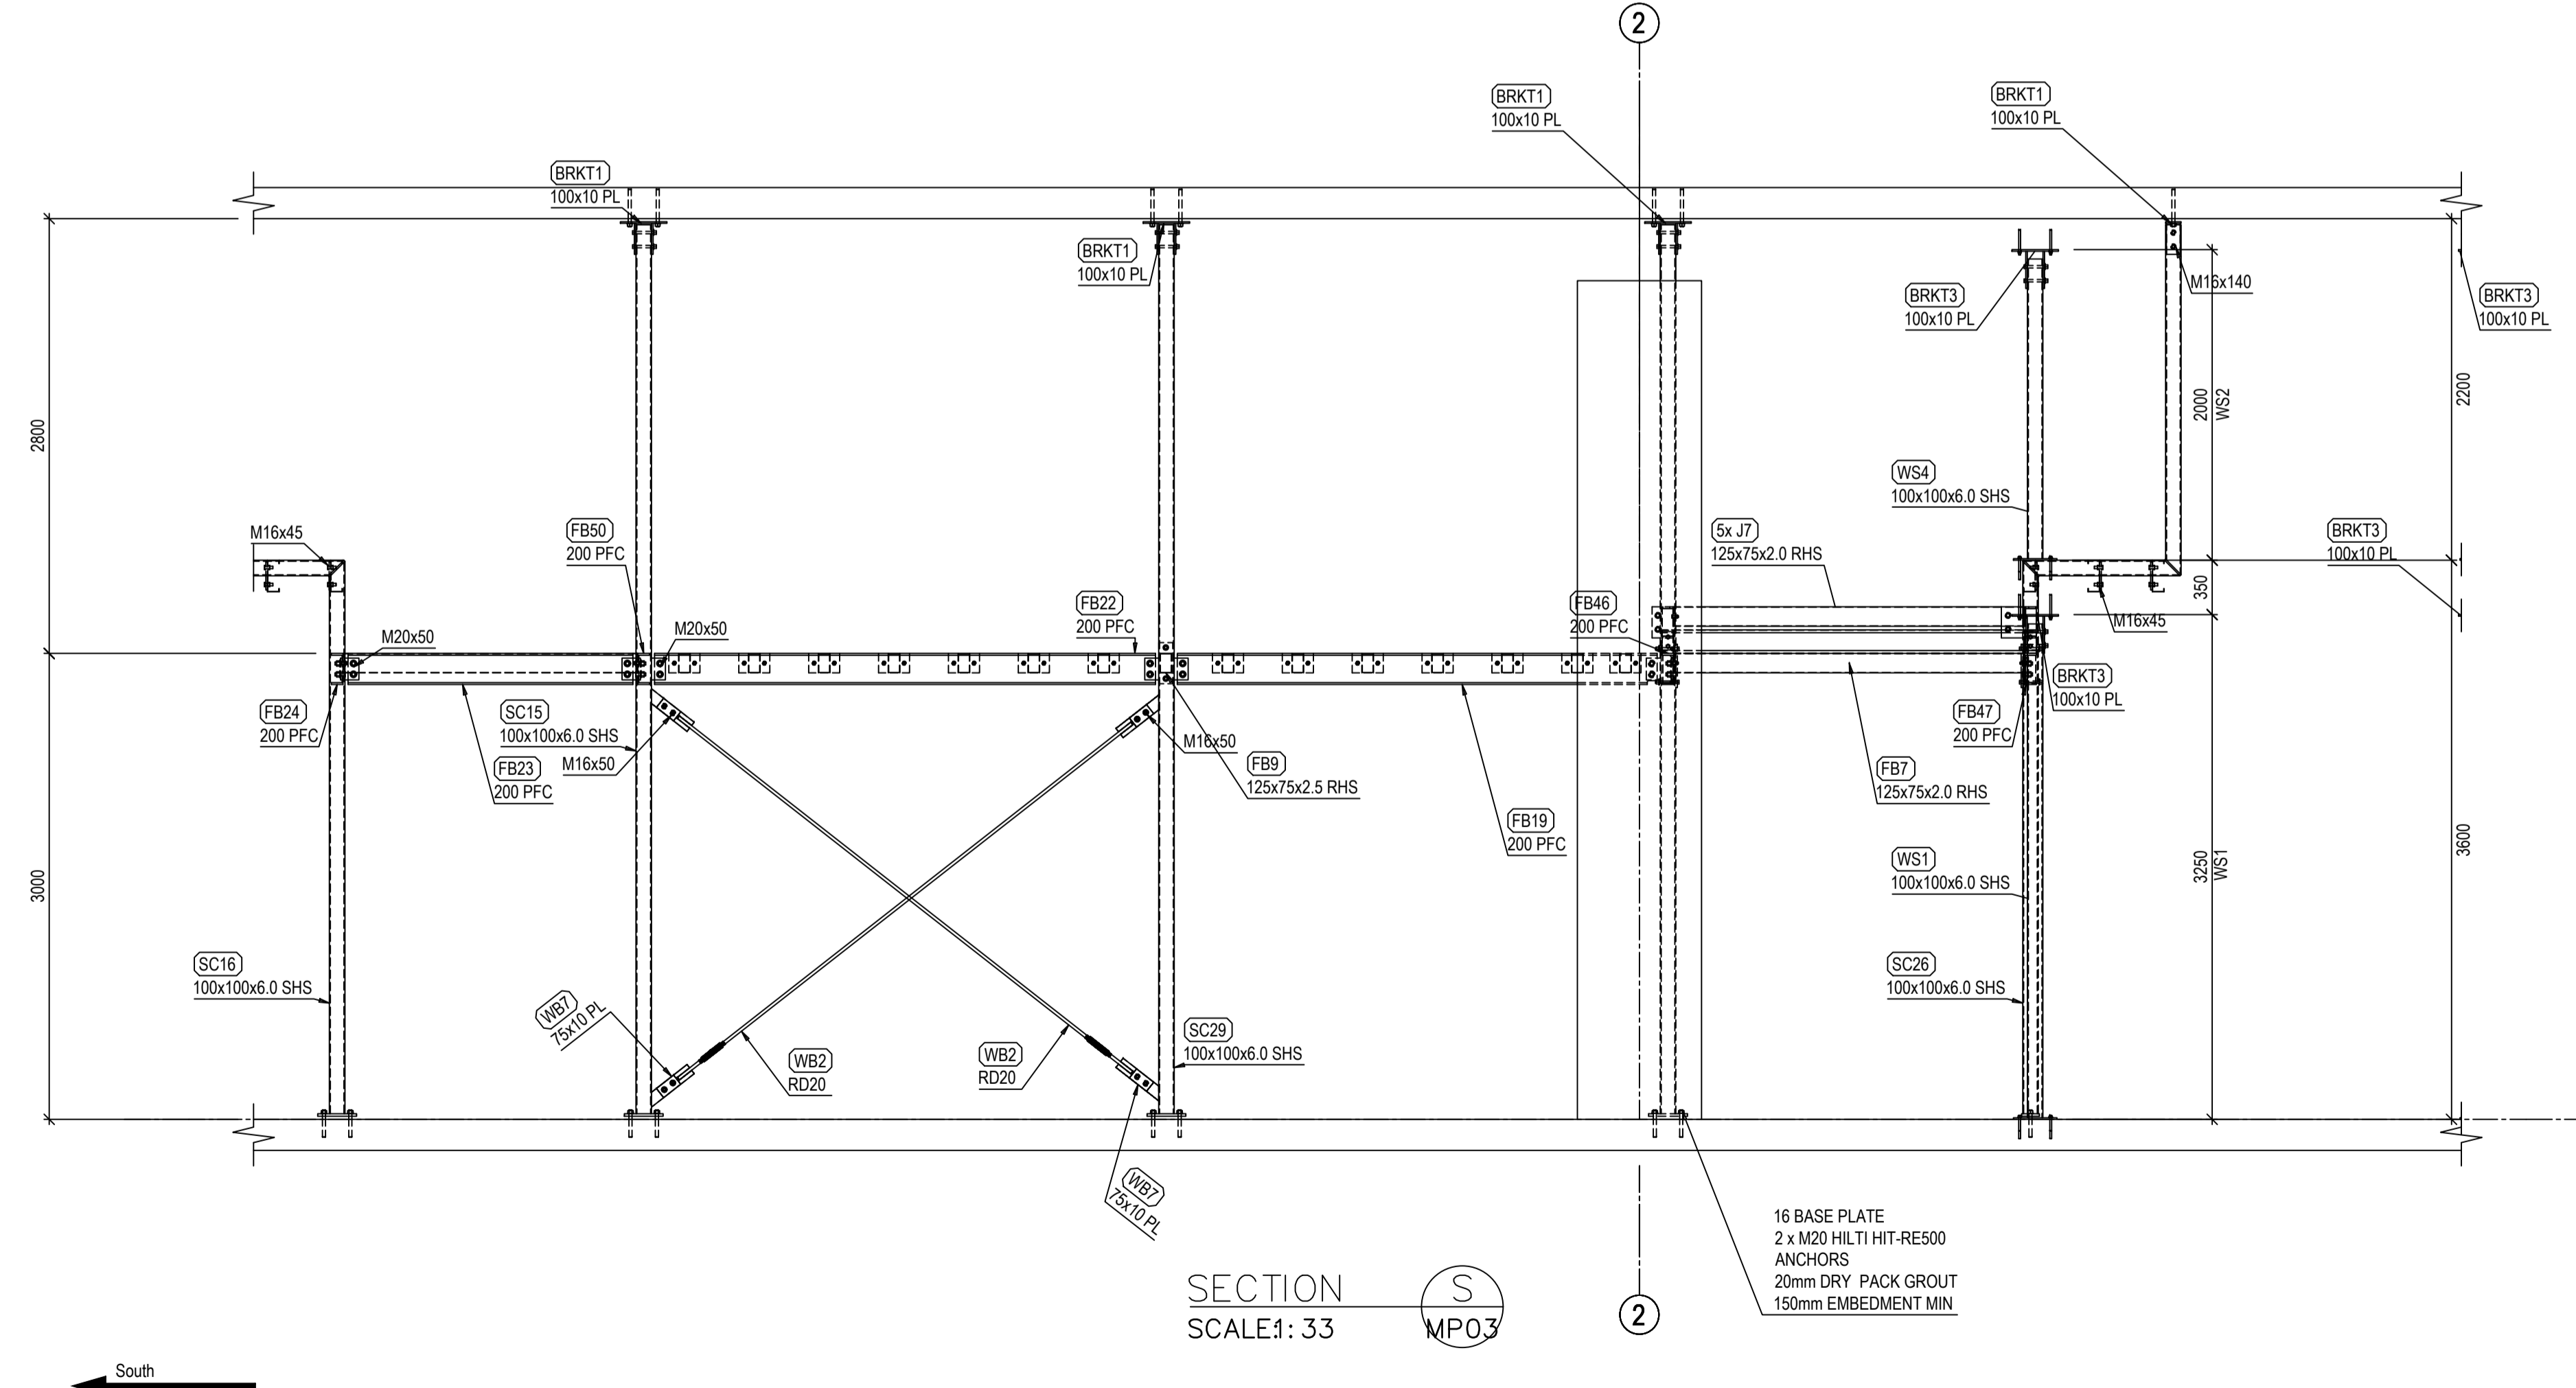 2
BRKT1
100x10 PL
BRKT1
100x10 PL
BRKT1
100x10 PL
BRKT1
100x10 PL
M16x140
BRKT3
100x10 PL
BRKT3
100x10 PL
2800
2000
WS2
2200
WS4
100x100x6.0 SHS
M16x45
FB50
200 PFC
5x J7
125x75x2.0 RHS
BRKT3
100x10 PL
350
M20x50
M20x50
FB22
200 PFC
FB46
200 PFC
M16x45
FB24
200 PFC
SC15
100x100x6.0 SHS
M16x50
FB23
200 PFC
M16x50
FB9
125x75x2.5 RHS
BRKT3
100x10 PL
FB47
200 PFC
FB7
125x75x2.0 RHS
FB19
200 PFC
3000
WS1
100x100x6.0 SHS
3250
WS1
3600
SC16
100x100x6.0 SHS
SC26
100x100x6.0 SHS
WB7
75x10 PL
WB2
RD20
WB2
RD20
SC29
100x100x6.0 SHS
WB7
75x10 PL
16 BASE PLATE
2 x M20 HILTI HIT-RE500
ANCHORS
20mm DRY PACK GROUT
150mm EMBEDMENT MIN
SECTION
S
SCALE:1: 33
MP03
2
South